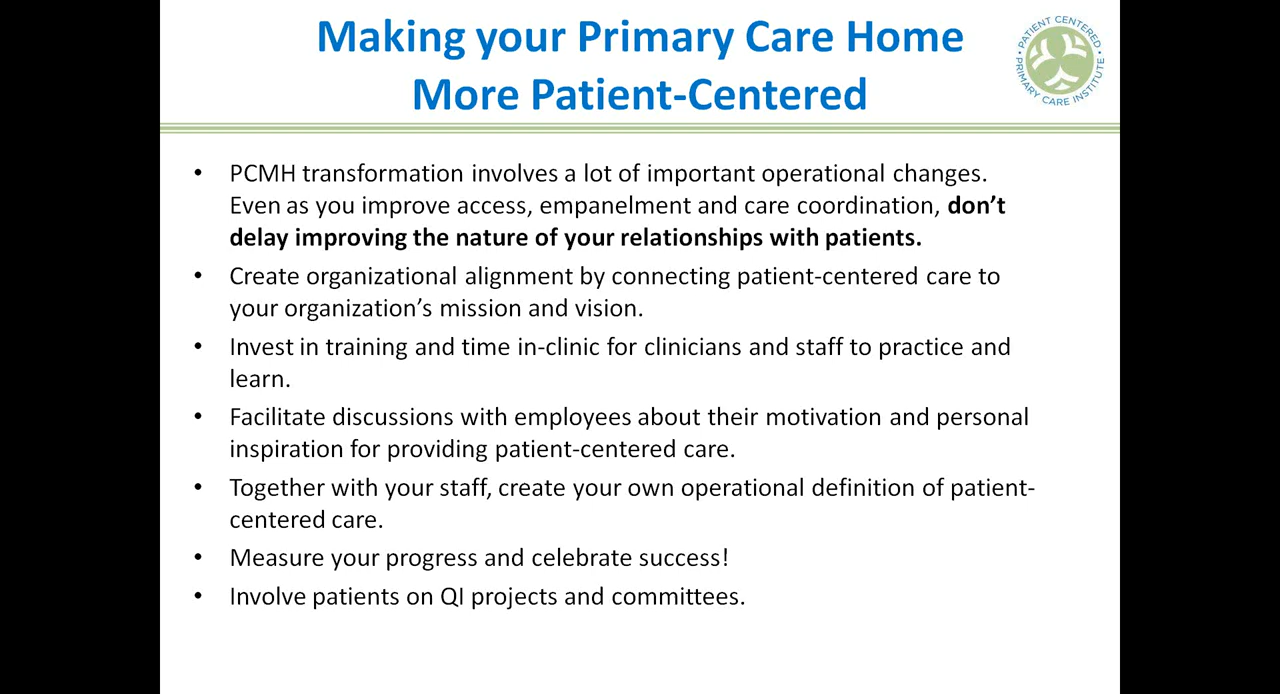 Making your Primary Care Home
More Patient-Centered
• PATIENT CENTERED •
PRIMARY CARE INSTITUTE
• PCMH transformation involves a lot of important operational changes.
Even as you improve access, empanelment and care coordination, don’t
delay improving the nature of your relationships with patients.
• Create organizational alignment by connecting patient-centered care to
your organization’s mission and vision.
• Invest in training and time in-clinic for clinicians and staff to practice and
learn.
• Facilitate discussions with employees about their motivation and personal
inspiration for providing patient-centered care.
• Together with your staff, create your own operational definition of patient-
centered care.
• Measure your progress and celebrate success!
• Involve patients on QI projects and committees.